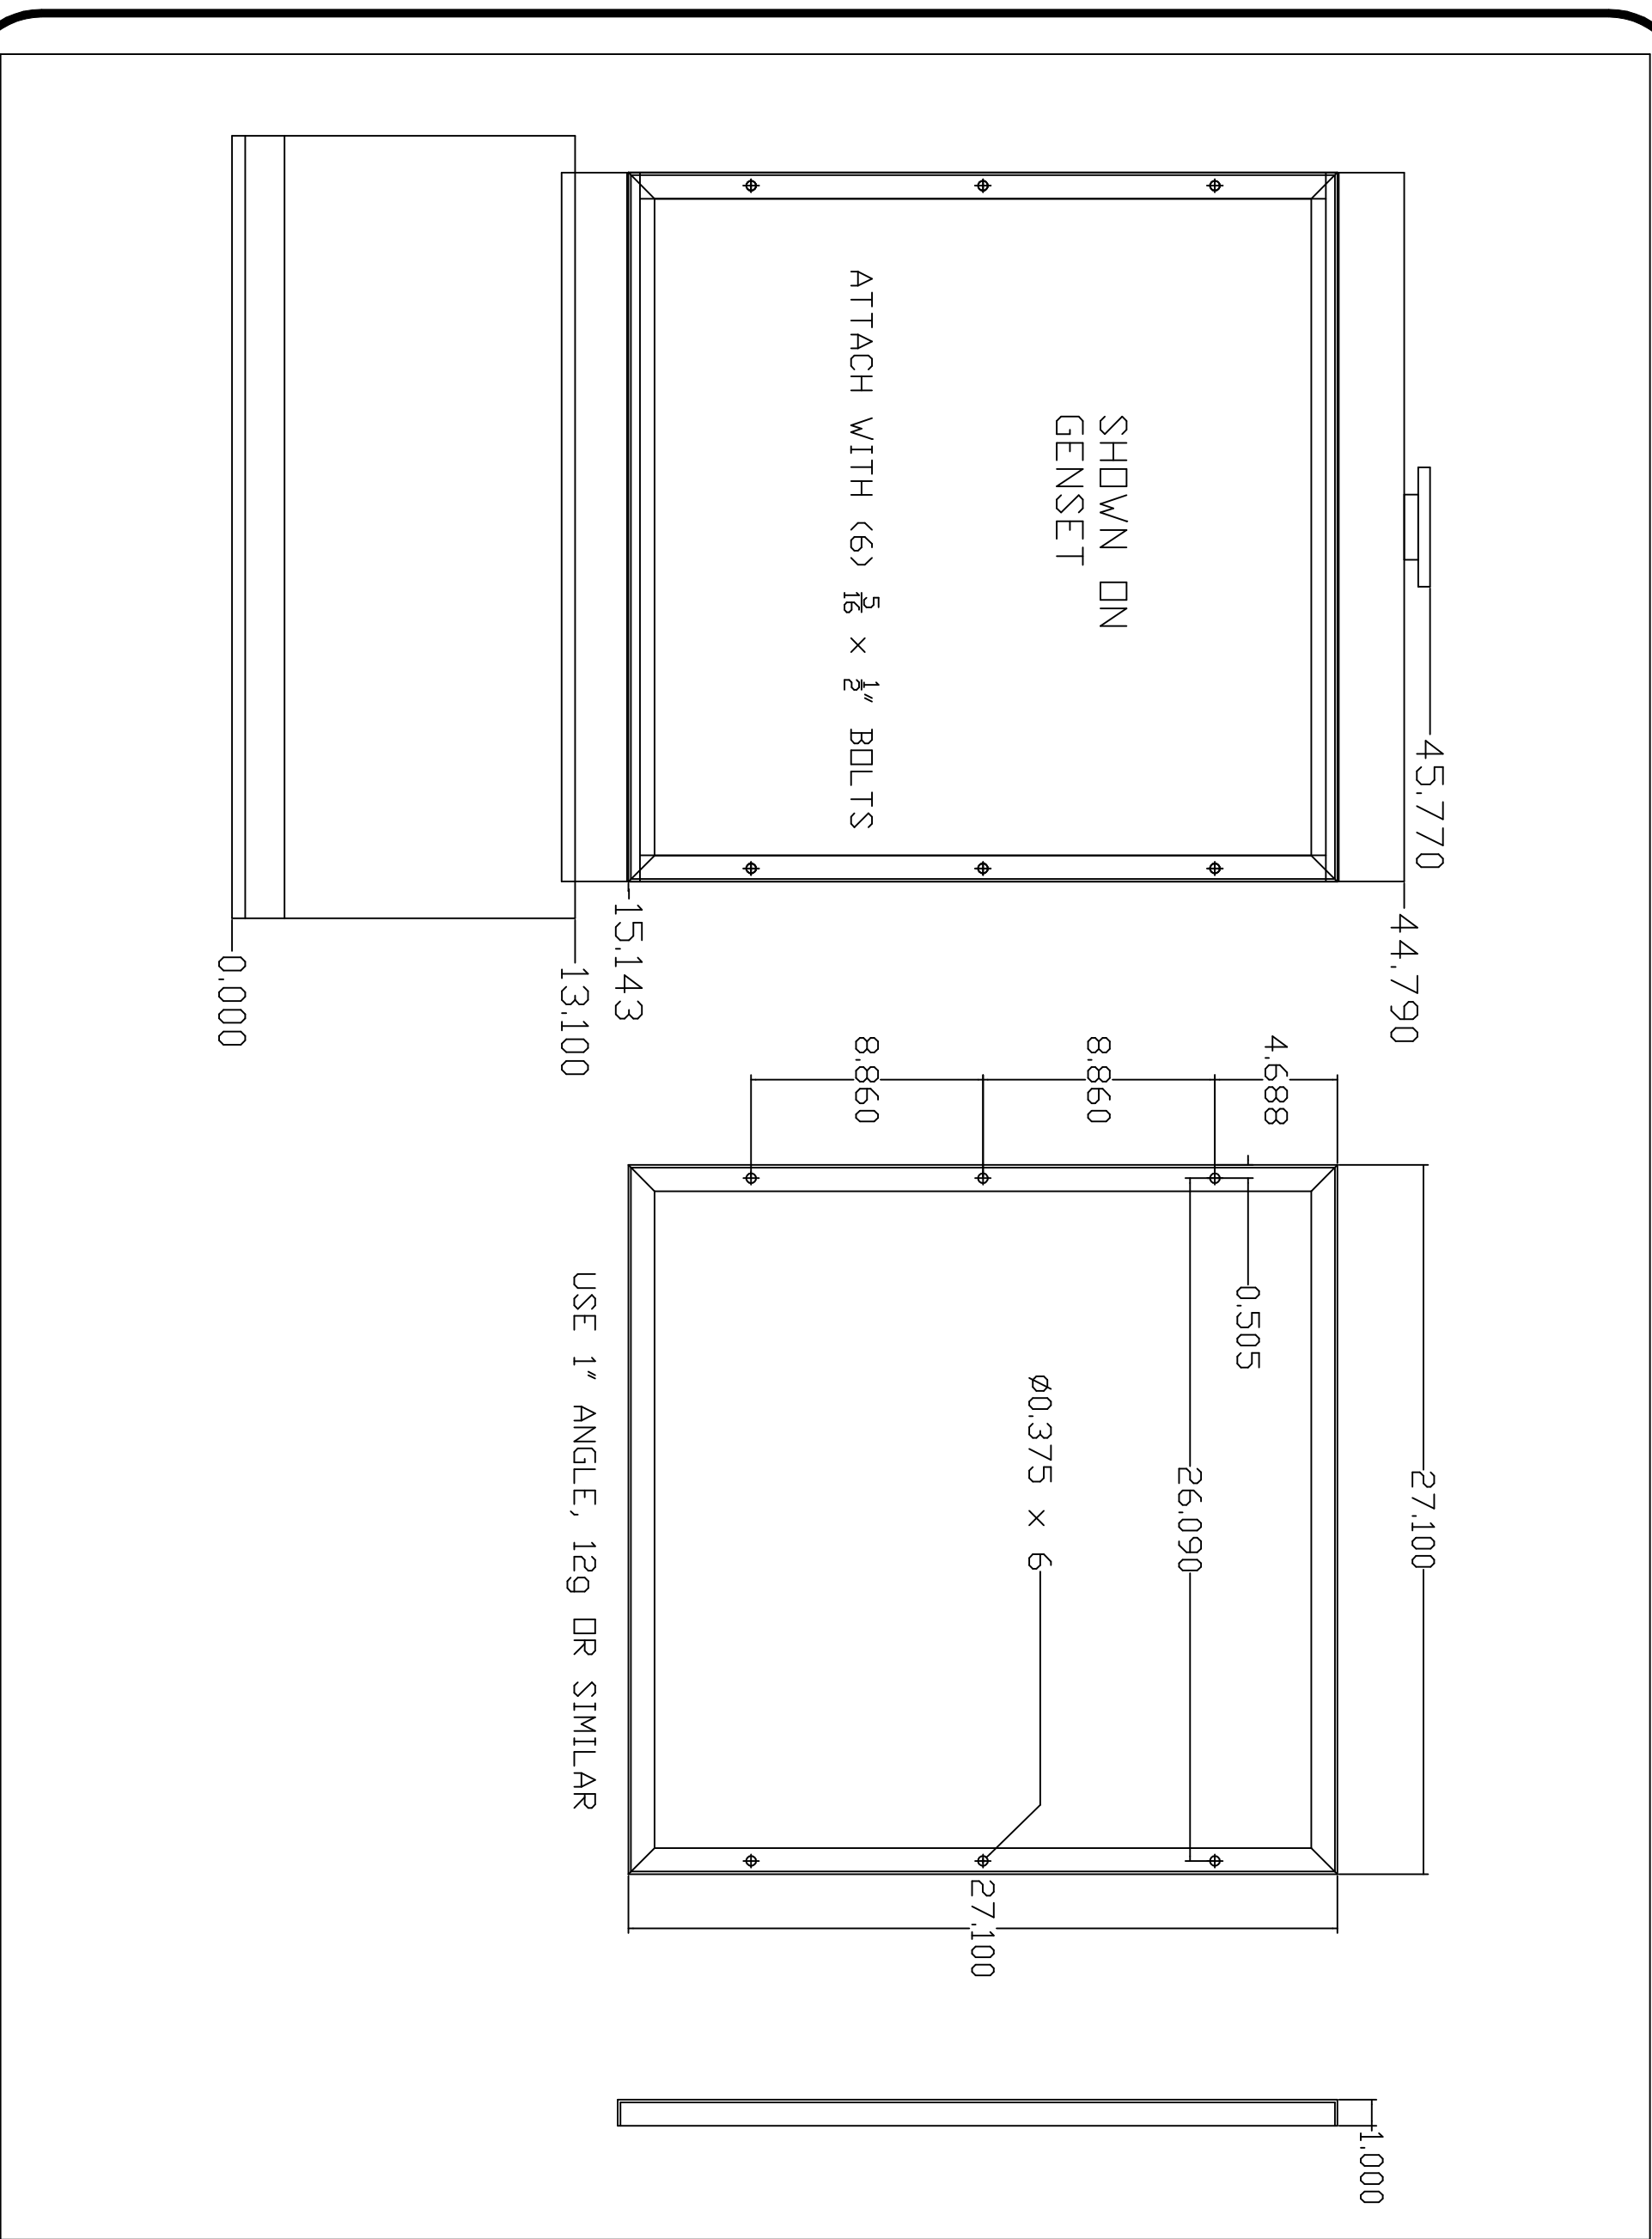 45.770
44.790
SHOWN ON
GENSET
ATTACH WITH (6) 5/16 x 1/2" BOLTS
15.143
13.100
0.000
27.100
4.688
0.505
26.090
8.860
Ø0.375 x 6
27.100
8.860
USE 1" ANGLE, 12g OR SIMILAR
1.000